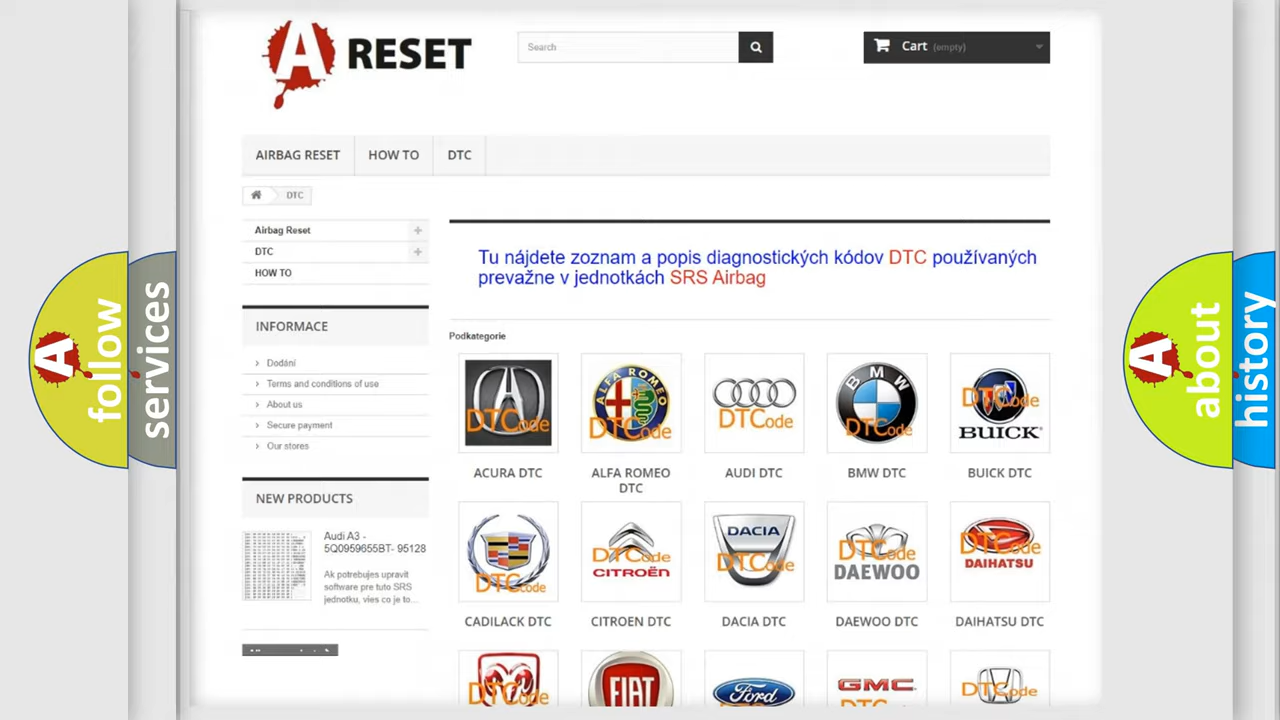 A RESET
Search
Cart (empty)
AIRBAG RESET
HOW TO
DTC
DTC
Airbag Reset
DTC
HOW TO
INFORMACE
Dodání
Terms and conditions of use
About us
Secure payment
Our stores
NEW PRODUCTS
Audi A3 -
5Q0959655BT- 95128
Ak potrebujes upravit
software pre tuto SRS
jednotku, vies co je to...
Tu nájdete zoznam a popis diagnostických kódov DTC používaných
prevažne v jednotkách SRS Airbag
Podkategorie
DTCode
ALFA ROMEO
DTCode
DTCode
BMW
DTCode
DTCode
BUICK
ACURA DTC
ALFA ROMEO
DTC
AUDI DTC
BMW DTC
BUICK DTC
DTCode
DTCode
CITROËN
DACIA
DTCode
DTCode
DAEWOO
DTCode
DAIHATSU
CADILACK DTC
CITROEN DTC
DACIA DTC
DAEWOO DTC
DAIHATSU DTC
DTCode
FIAT
Ford
GMC
DTCode
A follow
services
A about
history